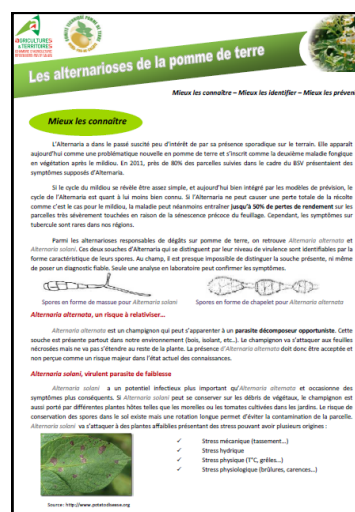 AGRICULTURES
& TERRITOIRES
Les alternarioses de la pomme de terre
Mieux les connaître – Mieux les identifier – Mieux les préven
Mieux les connaître
L'Alternaria a dans le passé suscité peu d'intérêt de par sa présence sporadique sur le terrain. Elle apparaît
aujourd'hui comme une problématique nouvelle en pomme de terre et s'inscrit comme la deuxième maladie fongique
en végétation après le mildiou. En 2011, près de 80% des parcelles suivies dans le cadre du BSV présentaient des
symptômes supposés d'Alternaria.
Si le cycle du mildiou se révèle être assez simple, et aujourd'hui bien intégré par les modèles de prévision, le
cycle de l'Alternaria est quant à lui moins bien connu. Si l'Alternaria ne peut causer une perte totale de la récolte
comme c'est le cas pour le mildiou, la maladie peut néanmoins entraîner jusqu'à 50% de pertes de rendement sur les
parcelles très sévèrement touchées en raison de la sénescence précoce du feuillage. Cependant, les symptômes sur
tubercule sont rares dans nos régions.
Parmi les alternarioses responsables de dégâts sur pomme de terre, on retrouve Alternaria alternata et
Alternaria solani. Ces deux souches d'Alternaria qui se distinguent par leur niveau de virulence sont identifiables par la
forme caractéristique de leurs spores. Au champ, il est presque impossible de distinguer la souche présente, ni même
de poser un diagnostic fiable. Seule une analyse en laboratoire peut confirmer les symptômes.
Spores en forme de massue pour Alternaria solani
Spores en forme de chapelet pour Alternaria alternata
Alternaria alternata, un risque à relativiser…
Alternaria alternata est un champignon qui peut s'apparenter à un parasite décomposeur opportuniste. Cette
souche est présente partout dans notre environnement (bois, isolant, etc..). Le champignon va s'attaquer aux feuilles
nécrosées mais ne va pas s'étendre au reste de la plante. La présence d'Alternaria alternata doit donc être acceptée et
non perçue comme un risque majeur dans l'état actuel des connaissances.
Alternaria solani, virulent parasite de faiblesse
Alternaria solani a un potentiel infectieux plus important qu'Alternaria alternata et occasionne des
symptômes plus conséquents. Si Alternaria solani peut se conserver sur les débris de végétaux, le champignon est
aussi porté par différentes plantes hôtes telles que les morelles ou les tomates cultivées dans les jardins. Le risque de
conservation des spores dans le sol existe mais une rotation longue permet d'éviter la contamination de la parcelle.
Alternaria solani va s'attaquer à des plantes affaiblies présentant des stress pouvant avoir plusieurs origines :
✓ Stress mécanique (tassement…)
✓ Stress hydrique
✓ Stress physique (T°C, grêles…)
✓ Stress physiologique (brûlures, carences…)
Source : http://www.potatodisease.org